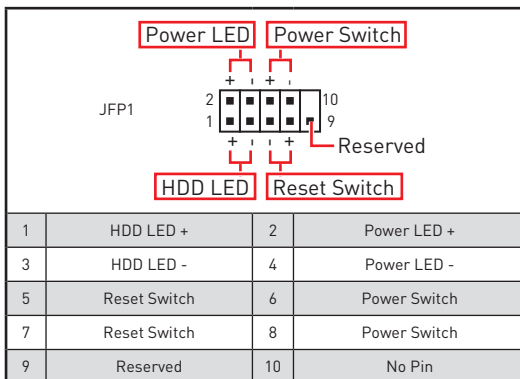 Power LED Power Switch
+ - + -
JFP1
2 10
1 9
+ - - +
Reserved
HDD LED Reset Switch
1 HDD LED + 2 Power LED +
3 HDD LED - 4 Power LED -
5 Reset Switch 6 Power Switch
7 Reset Switch 8 Power Switch
9 Reserved 10 No Pin